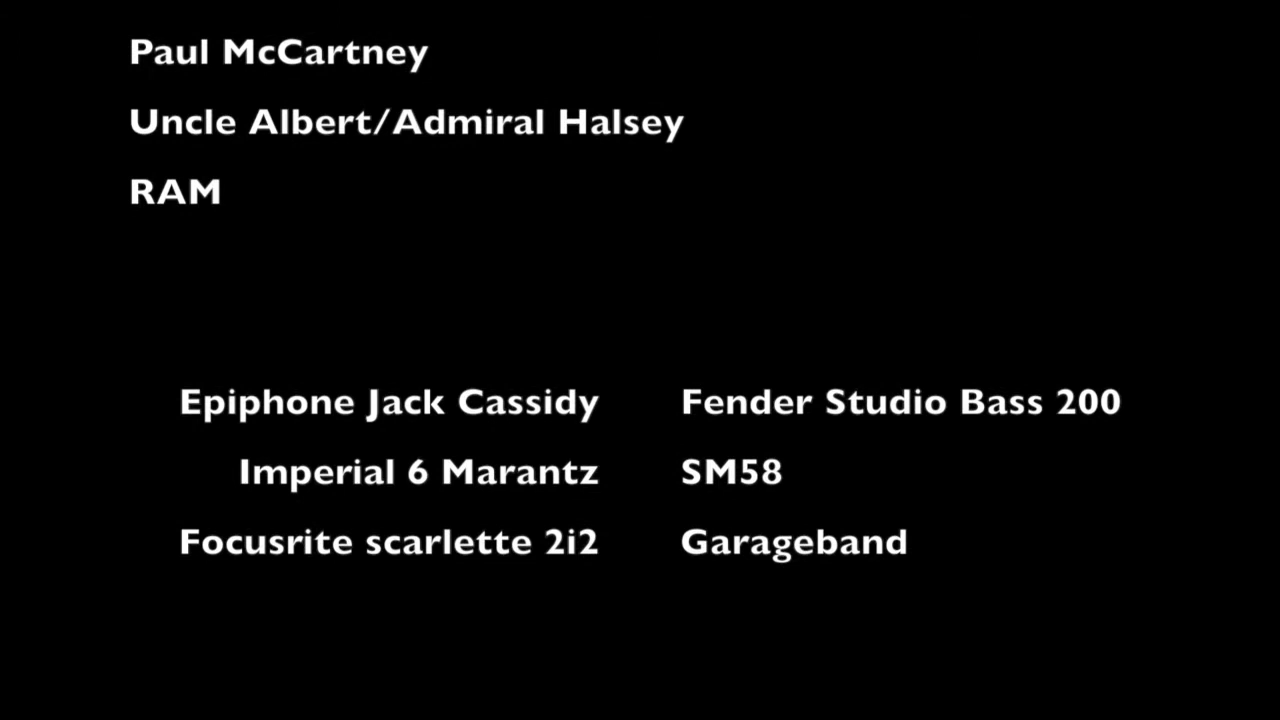 Paul McCartney
Uncle Albert/Admiral Halsey
RAM
Epiphone Jack Cassidy Fender Studio Bass 200
Imperial 6 Marantz SM58
Focusrite scarlette 2i2 Garageband